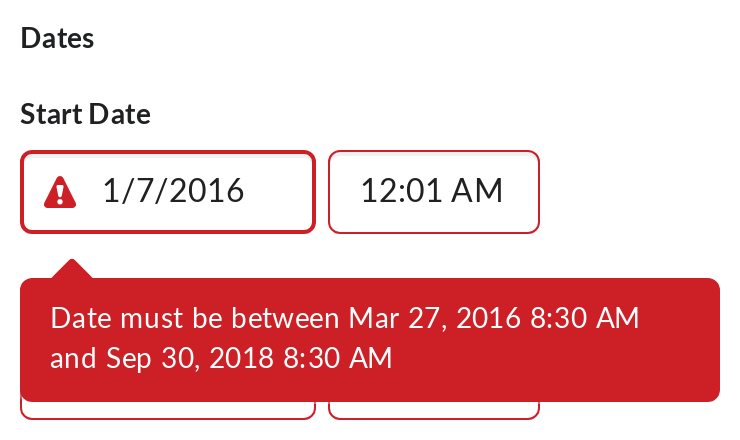 Dates
Start Date
1/7/2016 12:01 AM
Date must be between Mar 27, 2016 8:30 AM
and Sep 30, 2018 8:30 AM